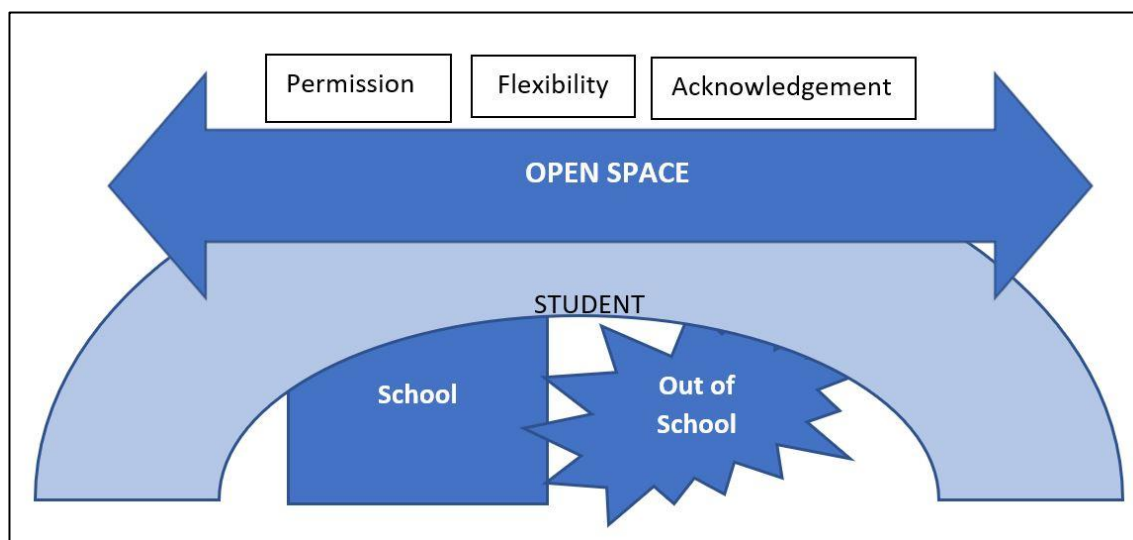 Permission
Flexibility
Acknowledgement
OPEN SPACE
STUDENT
School
Out of
School